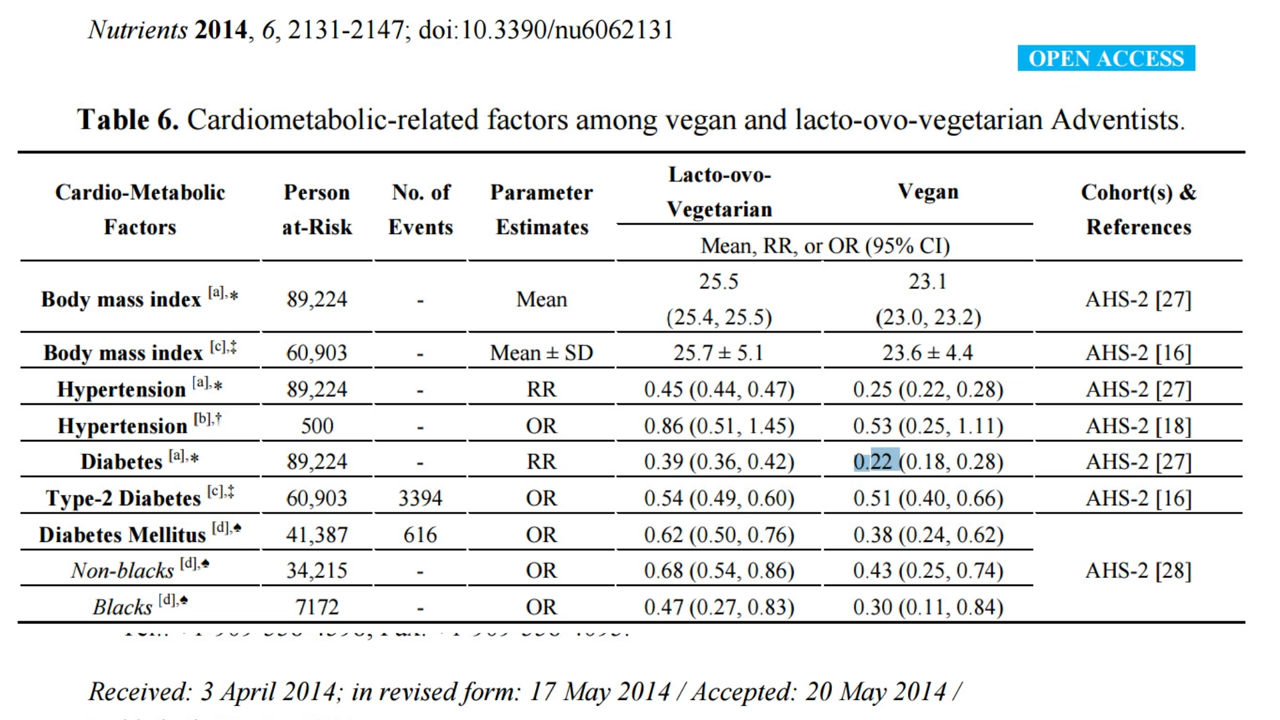 Nutrients 2014, 6, 2131-2147; doi:10.3390/nu6062131
OPEN ACCESS
Table 6. Cardiometabolic-related factors among vegan and lacto-ovo-vegetarian Adventists.
Cardio-Metabolic Factors | Person at-Risk | No. of Events | Parameter Estimates | Lacto-ovo-Vegetarian | Vegan | Cohort(s) & References
Mean, RR, or OR (95% CI)
Body mass index [a],* | 89,224 | - | Mean | 25.5 (25.4, 25.5) | 23.1 (23.0, 23.2) | AHS-2 [27]
Body mass index [c],‡ | 60,903 | - | Mean ± SD | 25.7 ± 5.1 | 23.6 ± 4.4 | AHS-2 [16]
Hypertension [a],* | 89,224 | - | RR | 0.45 (0.44, 0.47) | 0.25 (0.22, 0.28) | AHS-2 [27]
Hypertension [b],† | 500 | - | OR | 0.86 (0.51, 1.45) | 0.53 (0.25, 1.11) | AHS-2 [18]
Diabetes [a],* | 89,224 | - | RR | 0.39 (0.36, 0.42) | 0.22 (0.18, 0.28) | AHS-2 [27]
Type-2 Diabetes [c],‡ | 60,903 | 3394 | OR | 0.54 (0.49, 0.60) | 0.51 (0.40, 0.66) | AHS-2 [16]
Diabetes Mellitus [d],♠ | 41,387 | 616 | OR | 0.62 (0.50, 0.76) | 0.38 (0.24, 0.62)
Non-blacks [d],♠ | 34,215 | - | OR | 0.68 (0.54, 0.86) | 0.43 (0.25, 0.74) | AHS-2 [28]
Blacks [d],♠ | 7172 | - | OR | 0.47 (0.27, 0.83) | 0.30 (0.11, 0.84)
Received: 3 April 2014; in revised form: 17 May 2014 / Accepted: 20 May 2014 /